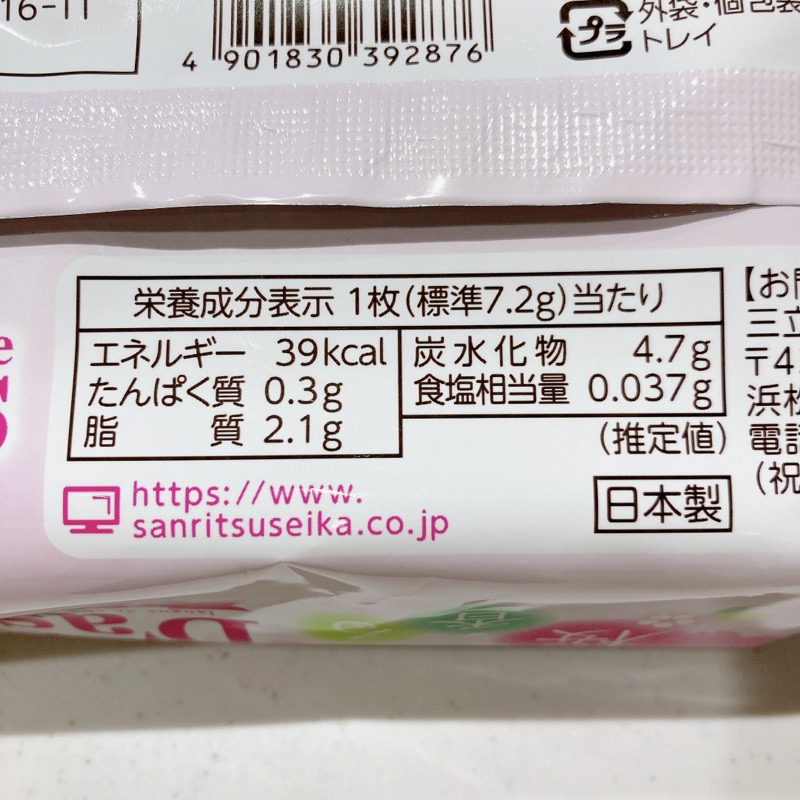 16-11
4 901830 392876
プラ
外袋・個包装
トレイ
栄養成分表示 1枚(標準7.2g)当たり
エネルギー 39kcal
たんぱく質 0.3g
脂質 2.1g
炭水化物 4.7g
食塩相当量 0.037g
(推定値)
https://www.
sanritsuseika.co.jp
日本製
【お問
三立
〒4
浜松
電話
(祝
桜
香